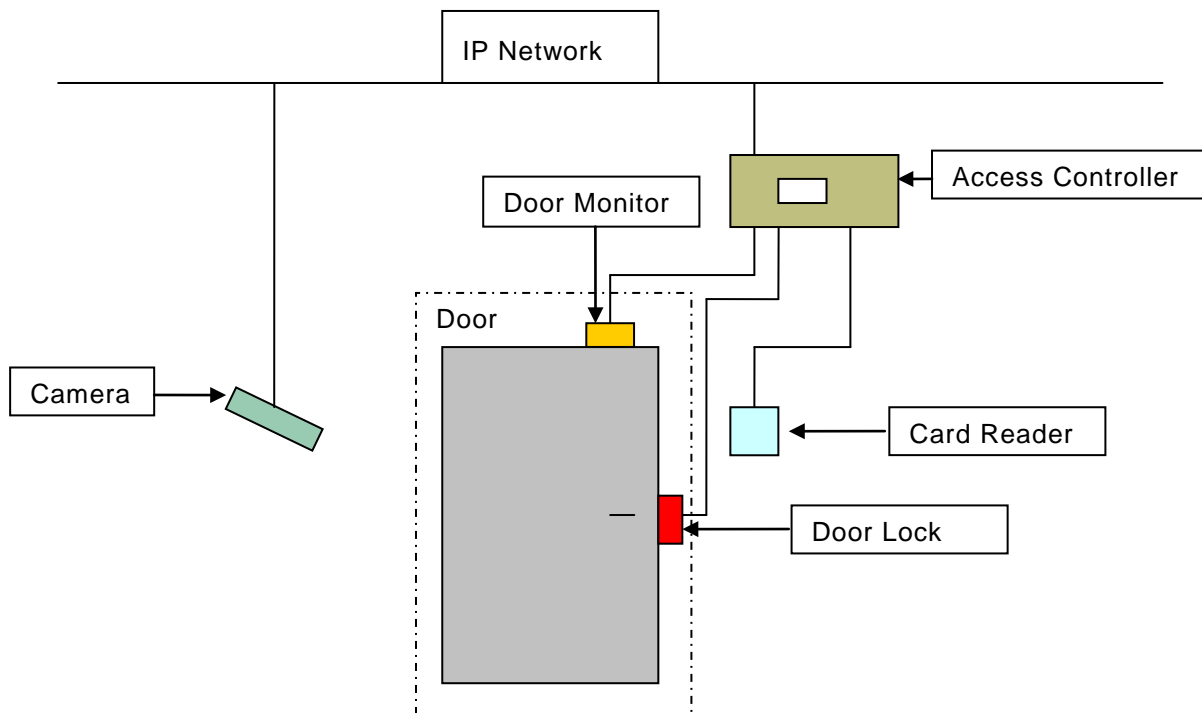 IP Network
Access Controller
Door Monitor
Door
Camera
Card Reader
Door Lock